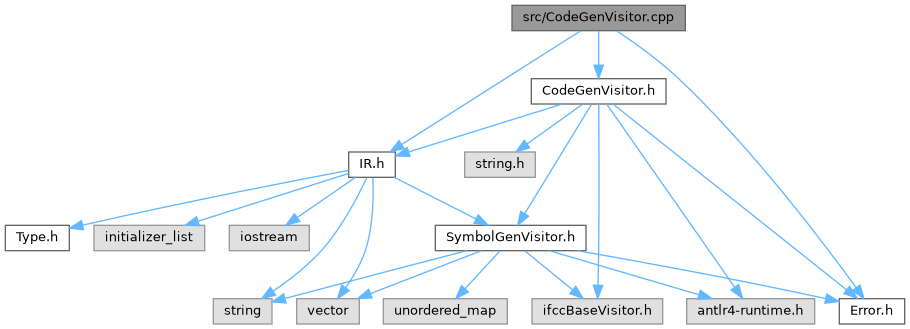 src/CodeGenVisitor.cpp
CodeGenVisitor.h
IR.h
string.h
Type.h
initializer_list
iostream
SymbolGenVisitor.h
string
vector
unordered_map
ifccBaseVisitor.h
antlr4-runtime.h
Error.h